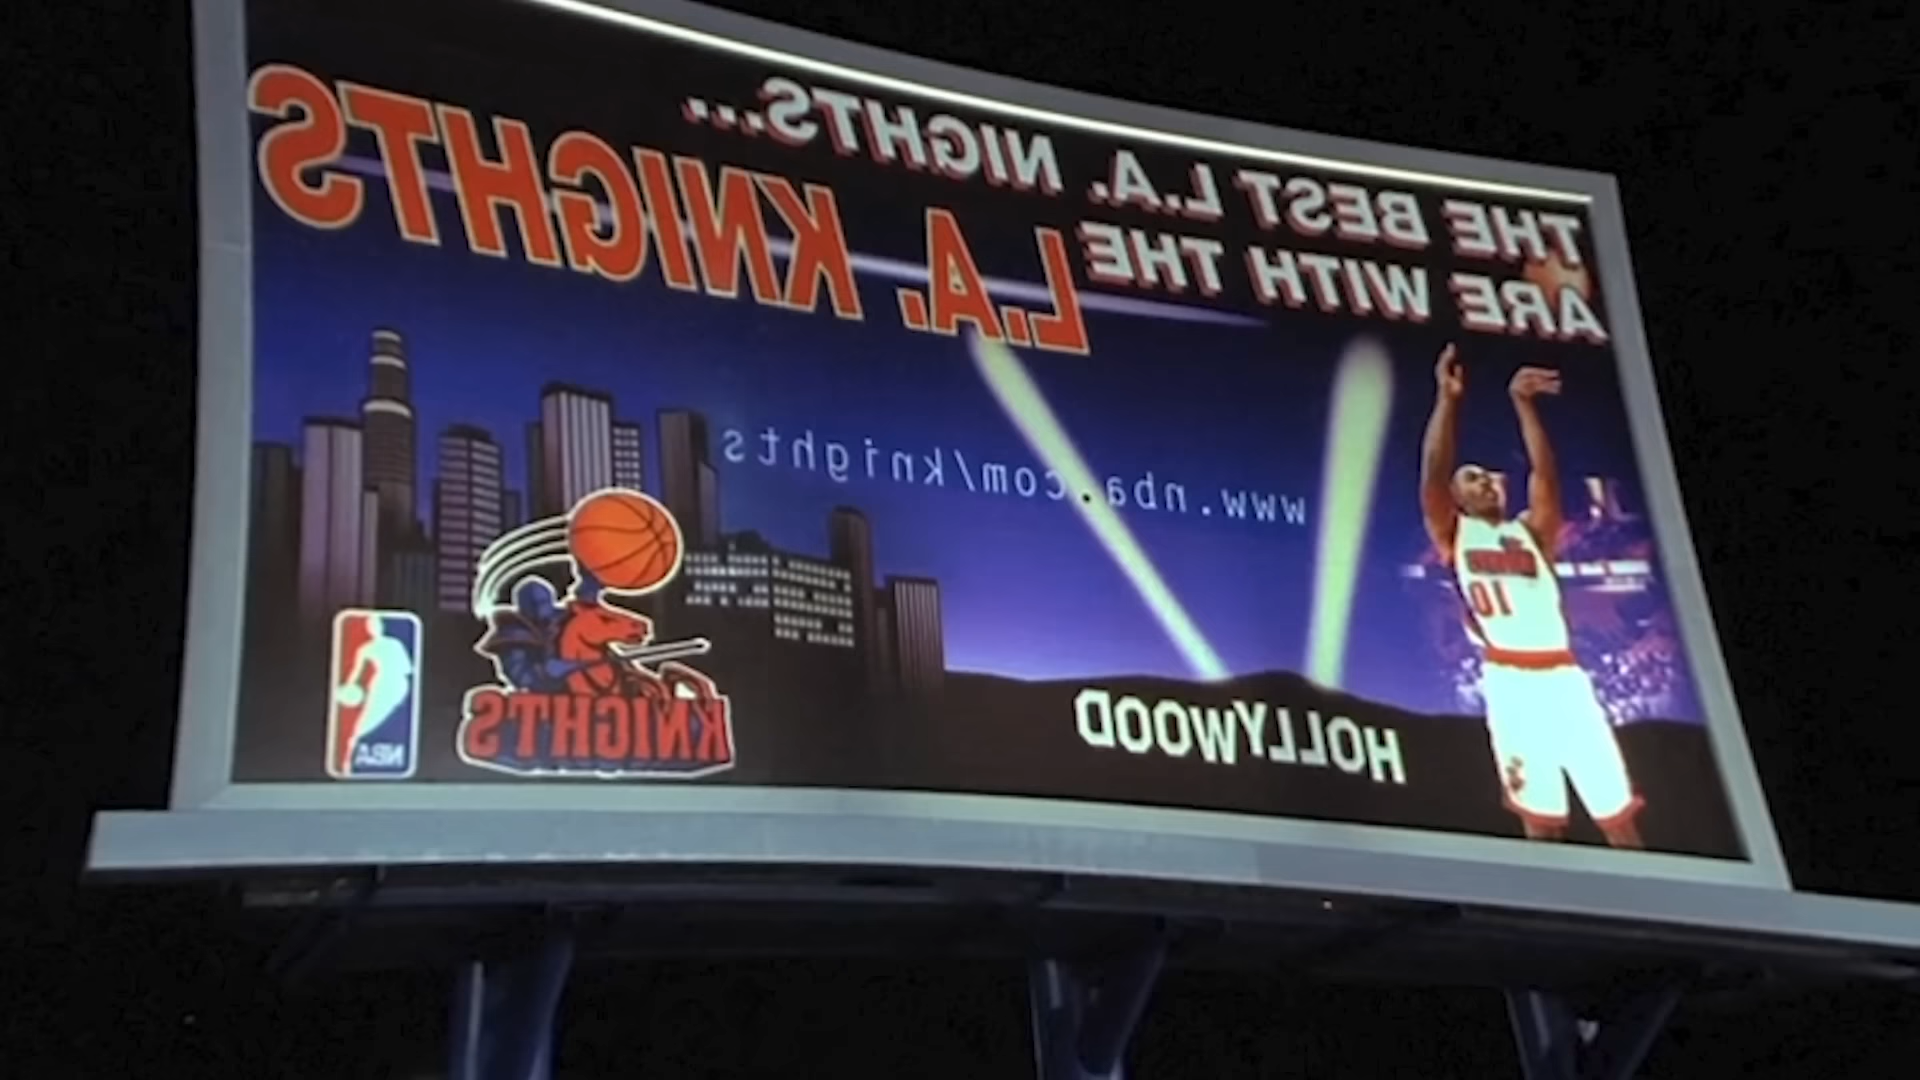 THE BEST L.A. NIGHTS...
ARE WITH THE L.A. KNIGHTS
www.nba.com/knights
HOLLYWOOD
10
KNIGHTS
NBA